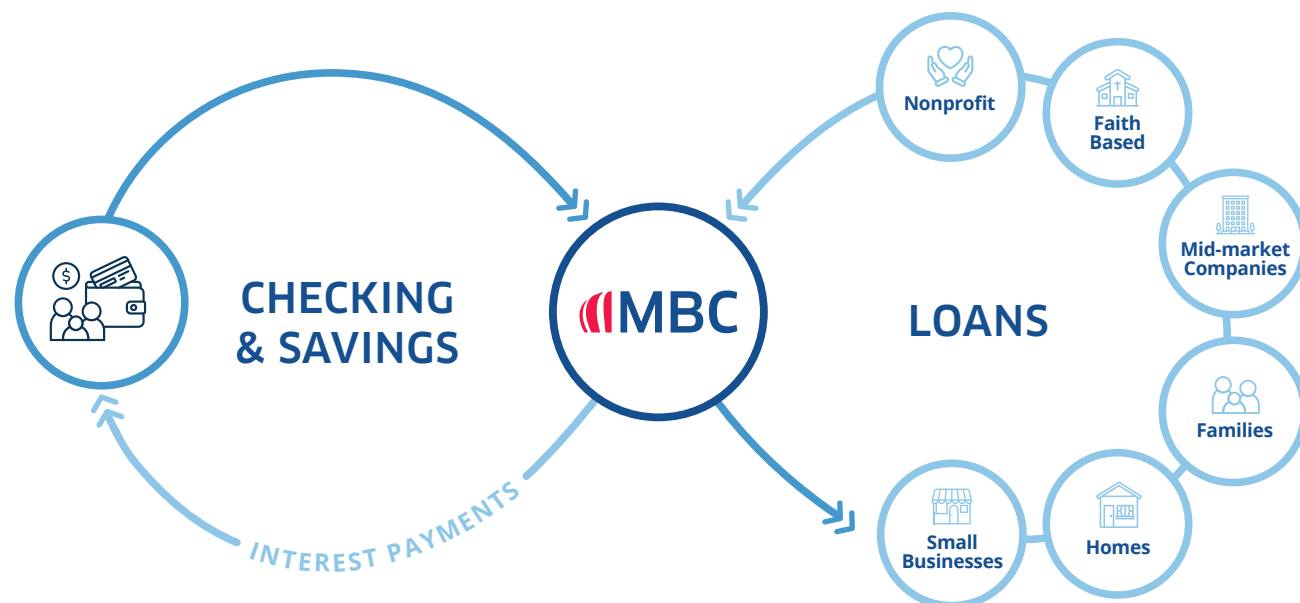 CHECKING
& SAVINGS
$
INTEREST PAYMENTS
MBC
LOANS
Nonprofit
Faith
Based
Mid-market
Companies
Families
Homes
Small
Businesses